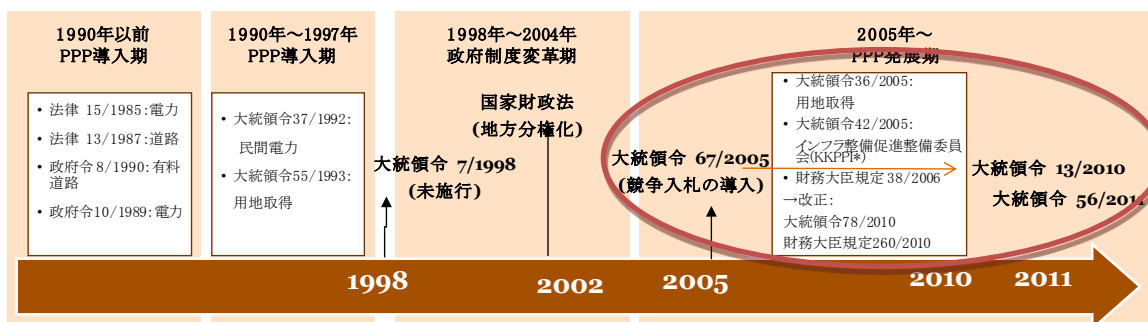 1990年以前
PPP導入期
• 法律 15/1985:電力
• 法律 13/1987:道路
• 政府令 8/1990:有料
道路
• 政府令10/1989:電力
1990年～1997年
PPP導入期
• 大統領令37/1992:
民間電力
• 大統領令55/1993:
用地取得
1998年～2004年
政府制度変革期
大統領令 7/1998
(未施行)
国家財政法
(地方分権化)
2005年～
PPP発展期
大統領令 67/2005
(競争入札の導入)
• 大統領令36/2005:
用地取得
• 大統領令42/2005:
インフラ整備促進整備委員
会(KKPPI*)
• 財務大臣規定 38/2006
→改正:
大統領令78/2010
財務大臣規定260/2010
大統領令 13/2010
大統領令 56/2011
1998
2002
2005
2010
2011